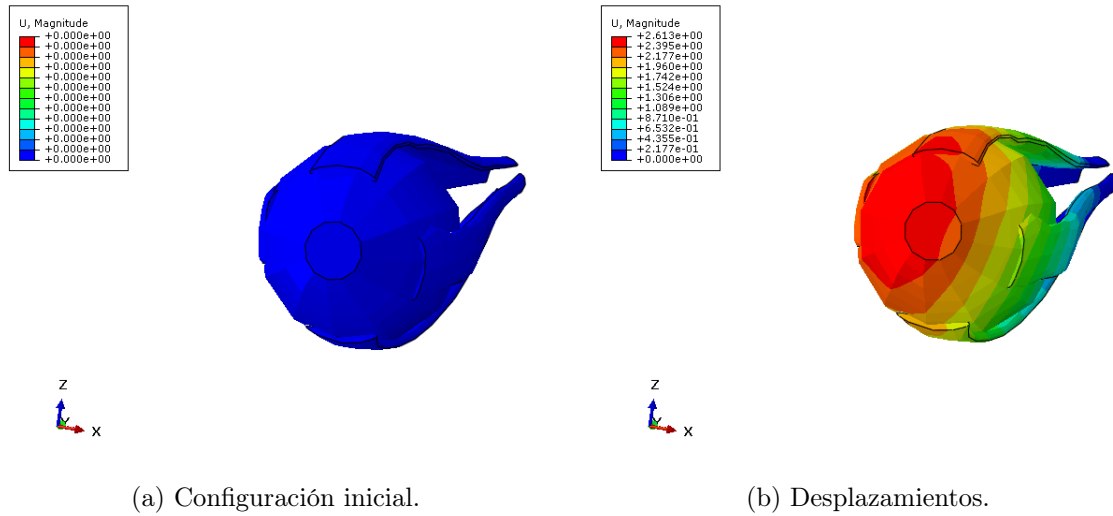 U, Magnitude
+0.000e+00
+0.000e+00
+0.000e+00
+0.000e+00
+0.000e+00
+0.000e+00
+0.000e+00
+0.000e+00
+0.000e+00
+0.000e+00
+0.000e+00
+0.000e+00
+0.000e+00
Z
Y
X
(a) Configuración inicial.
U, Magnitude
+2.613e+00
+2.395e+00
+2.177e+00
+1.960e+00
+1.742e+00
+1.524e+00
+1.306e+00
+1.089e+00
+8.710e-01
+6.532e-01
+4.355e-01
+2.177e-01
+0.000e+00
Z
Y
X
(b) Desplazamientos.